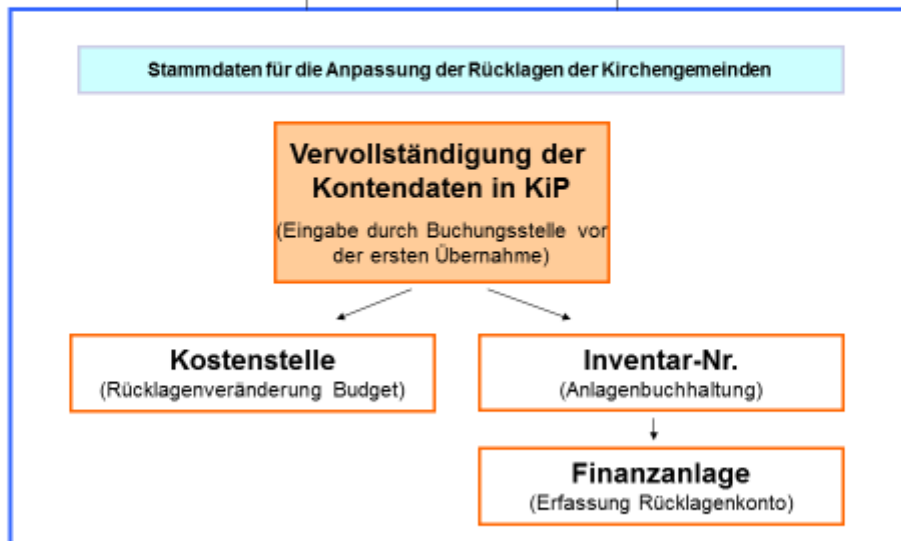 Stammdaten für die Anpassung der Rücklagen der Kirchengemeinden
Vervollständigung der
Kontendaten in KiP
(Eingabe durch Buchungsstelle vor
der ersten Übernahme)
Kostenstelle
(Rücklagenveränderung Budget)
Inventar-Nr.
(Anlagenbuchhaltung)
Finanzanlage
(Erfassung Rücklagenkonto)